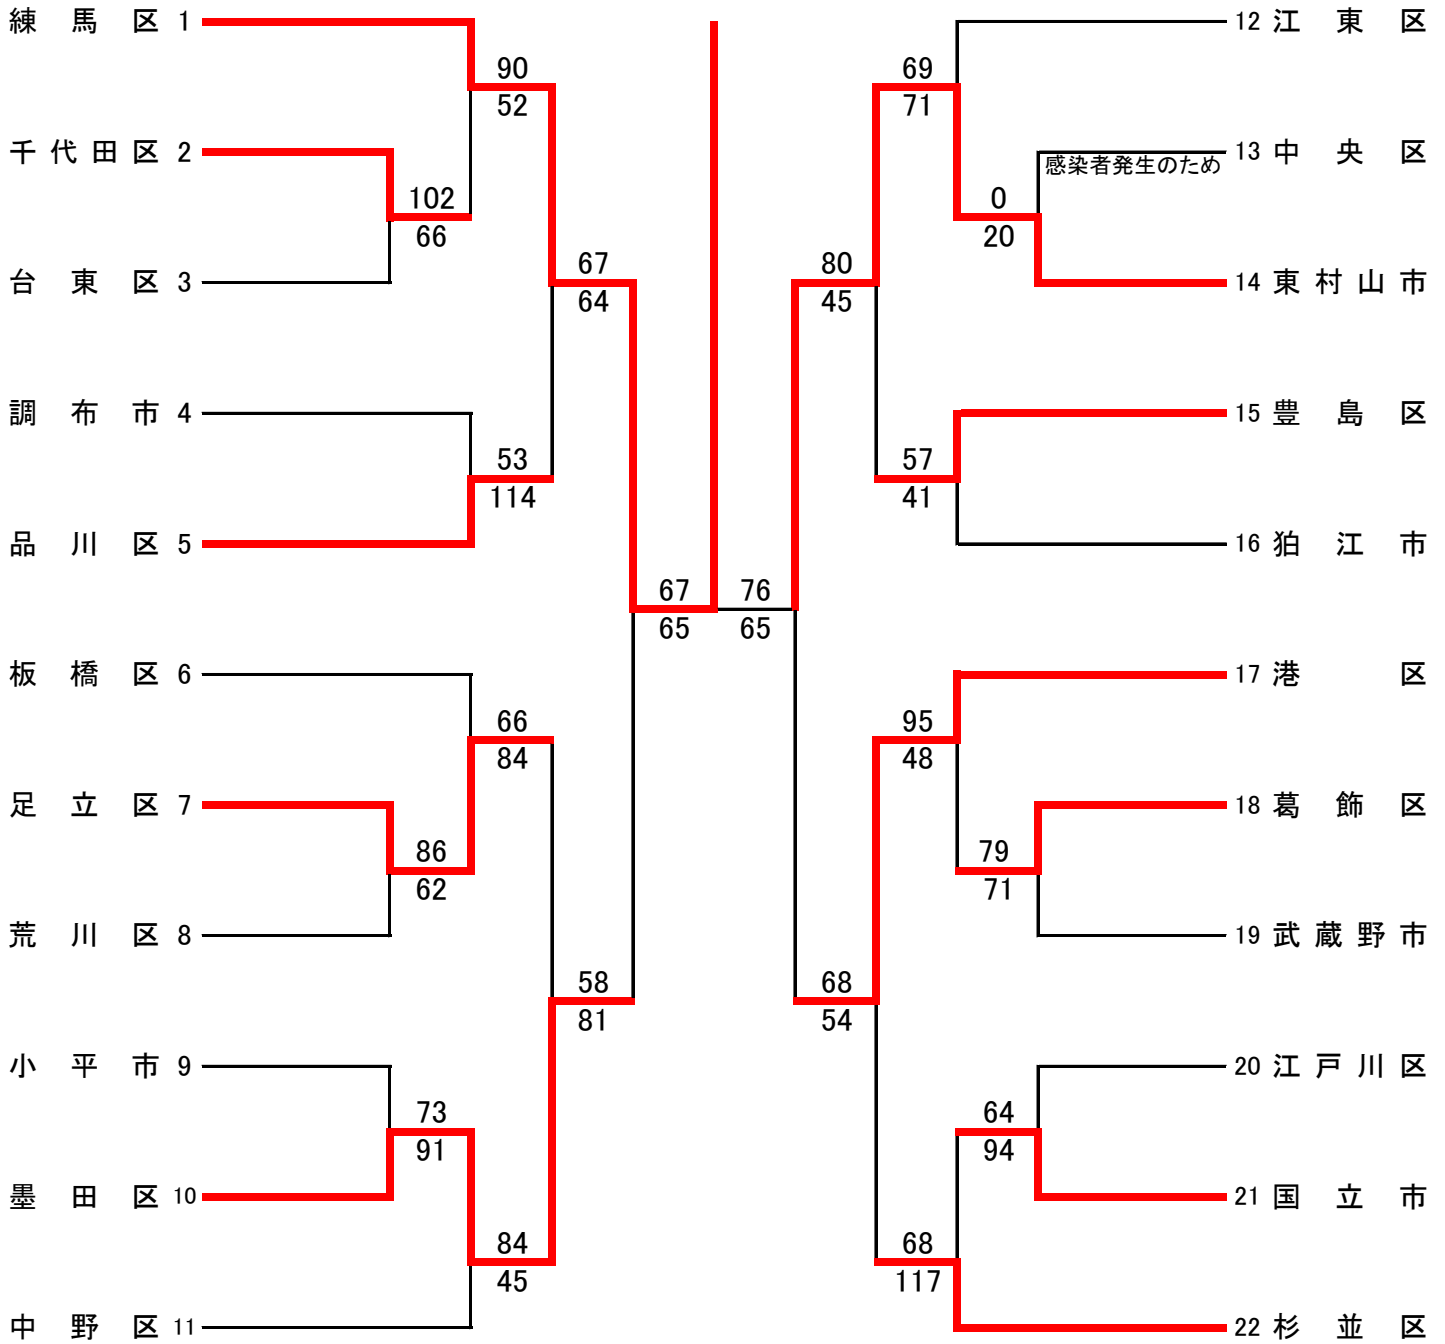 練馬区 1
90
52
千代田区 2
102
66
台東区 3
67
64
調布市 4
53
114
品川区 5
67
65
板橋区 6
66
84
足立区 7
86
62
荒川区 8
58
81
小平市 9
73
91
墨田区 10
84
45
中野区 11
12 江東区
69
71
13 中央区
感染者発生のため
0
20
80
45
14 東村山市
15 豊島区
57
41
16 狛江市
76
65
17 港区
95
48
18 葛飾区
79
71
19 武蔵野市
68
54
20 江戸川区
64
94
21 国立市
68
117
22 杉並区